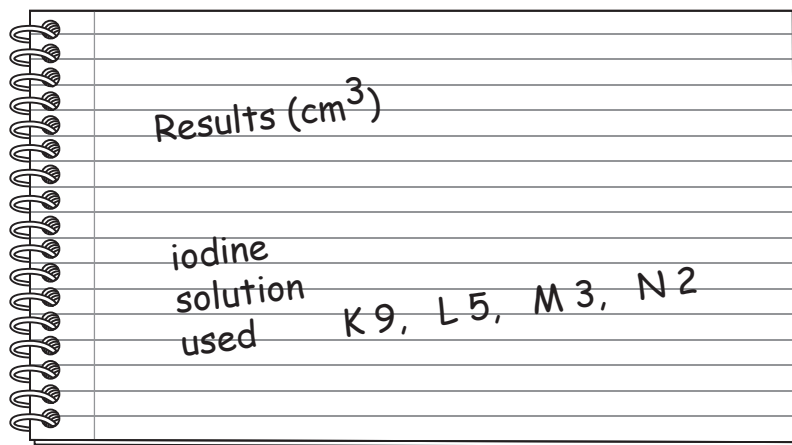 Results (cm³)
iodine
solution
used K 9, L 5, M 3, N 2